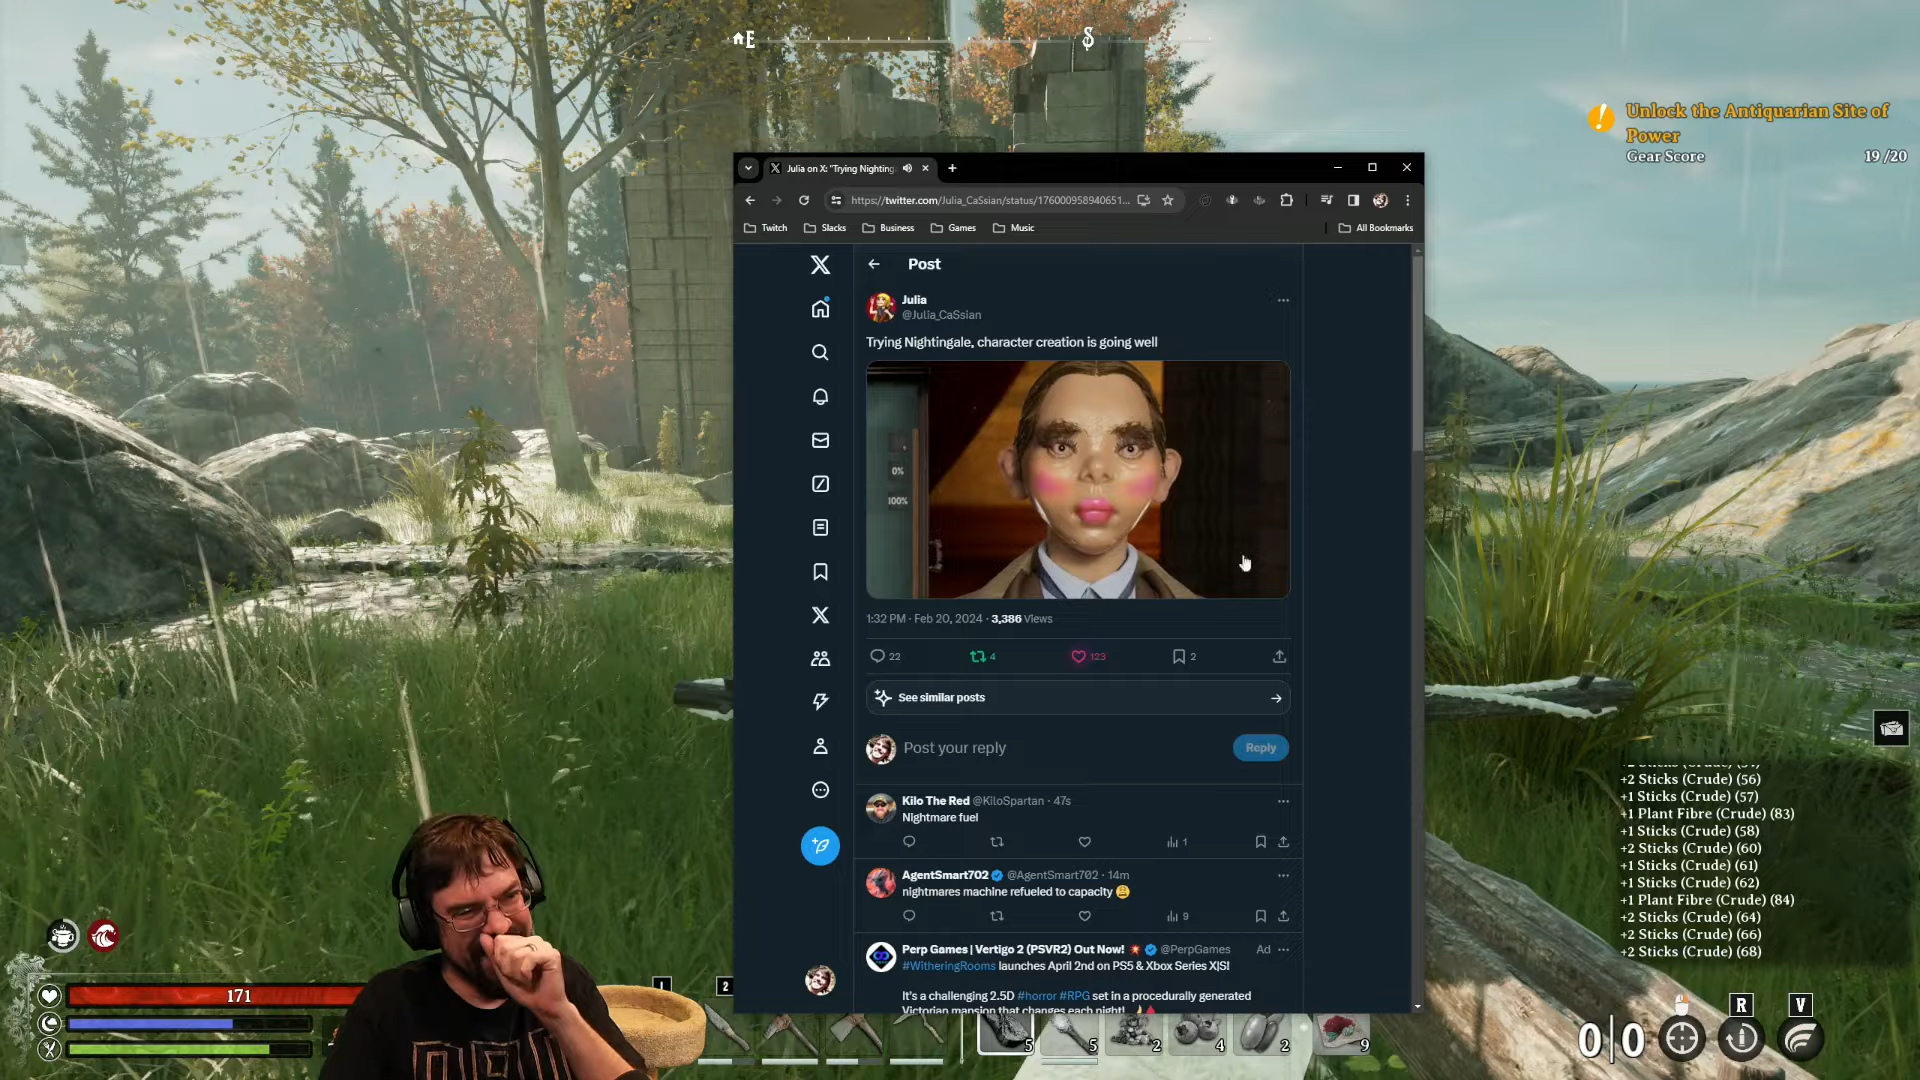 E
S
Unlock the Antiquarian Site of
Power
Gear Score 19/20
Julia on X: "Trying Nighting
https://twitter.com/Julia_CaSsian/status/176000958940651...
Twitch
Slacks
Business
Games
Music
All Bookmarks
Post
Julia
@Julia_CaSsian
Trying Nightingale, character creation is going well
0%
100%
1:32 PM · Feb 20, 2024 · 3,386 Views
22
4
123
2
See similar posts
Post your reply
Reply
Kilo The Red @KiloSpartan · 47s
Nightmare fuel
1
AgentSmart702 @AgentSmart702 · 14m
nightmares machine refueled to capacity 😩
9
Perp Games | Vertigo 2 (PSVR2) Out Now! 💥 @PerpGames Ad
#WitheringRooms launches April 2nd on PS5 & Xbox Series X|S!
It's a challenging 2.5D #horror #RPG set in a procedurally generated
Victorian mansion that changes each night!
+2 Sticks (Crude) (56)
+1 Sticks (Crude) (57)
+1 Plant Fibre (Crude) (83)
+1 Sticks (Crude) (58)
+2 Sticks (Crude) (60)
+1 Sticks (Crude) (61)
+1 Sticks (Crude) (62)
+1 Plant Fibre (Crude) (84)
+2 Sticks (Crude) (64)
+2 Sticks (Crude) (66)
+2 Sticks (Crude) (68)
171
1
2
5
5
2
4
2
9
0|0
R
V